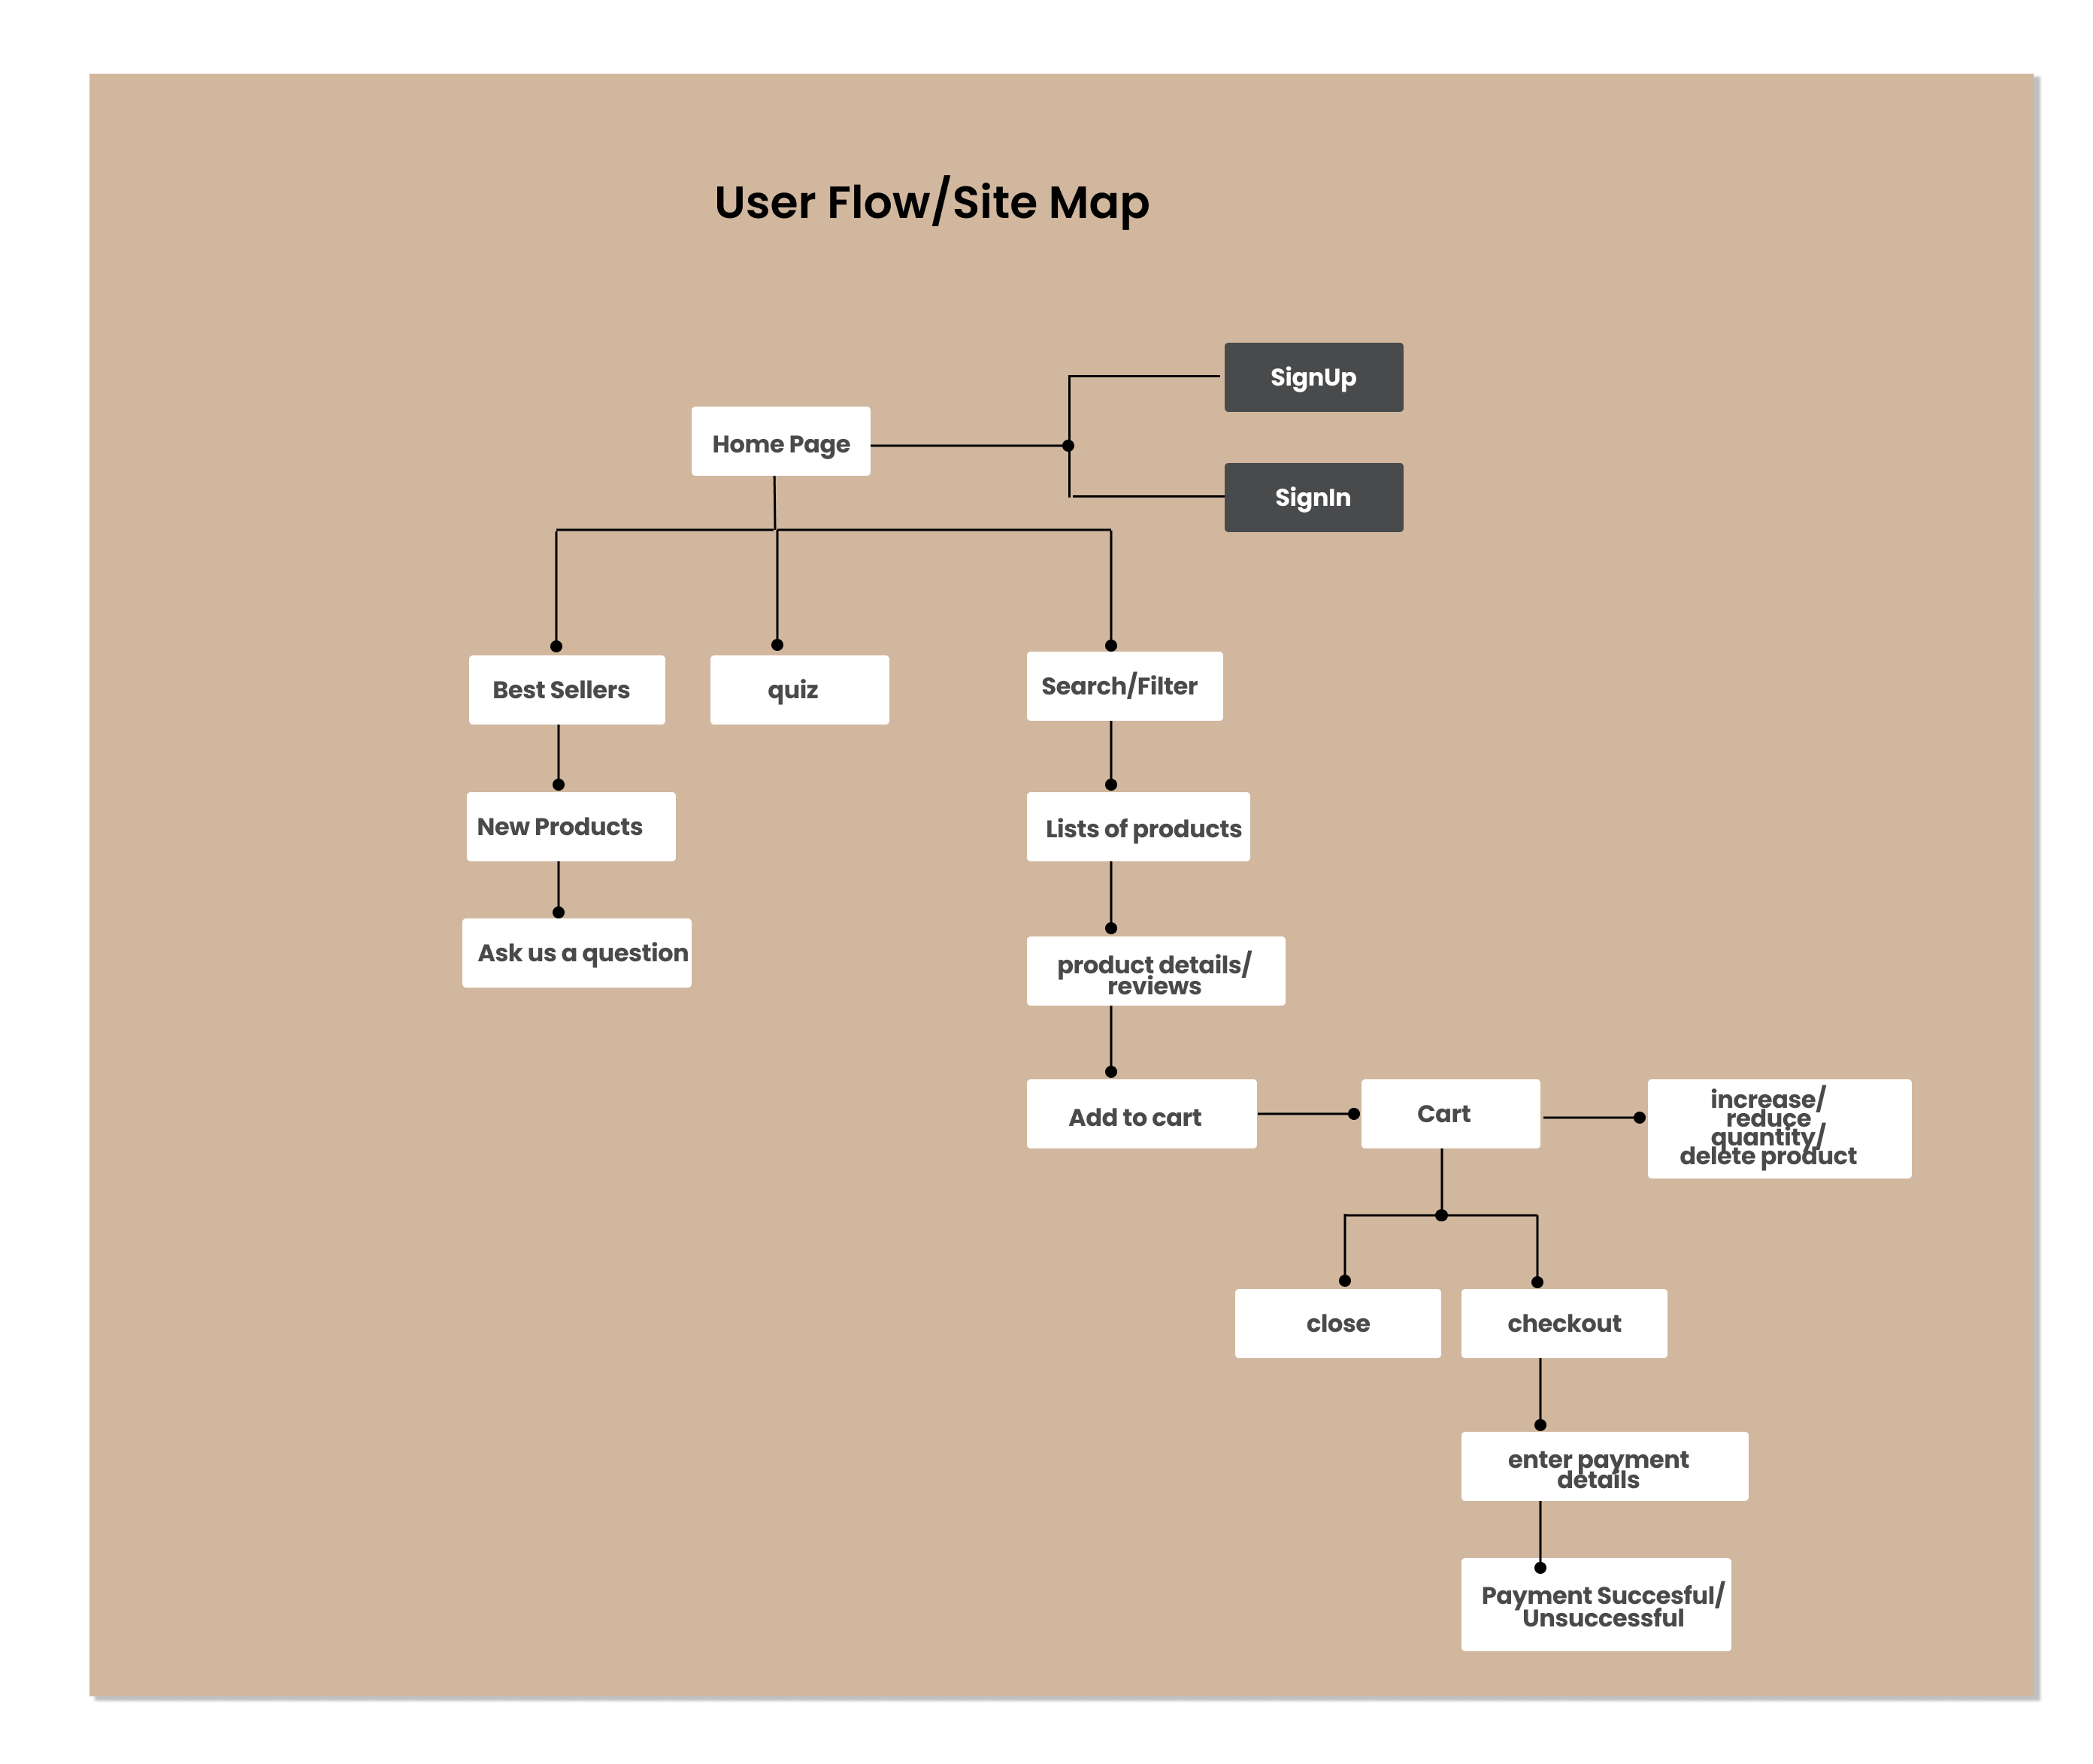 User Flow/Site Map
SignUp
Home Page
SignIn
Best Sellers
quiz
Search/Filter
New Products
Lists of products
Ask us a question
product details/
reviews
Add to cart
Cart
increase/
reduce
quantity/
delete product
close
checkout
enter payment
details
Payment Succesful/
Unsuccessful